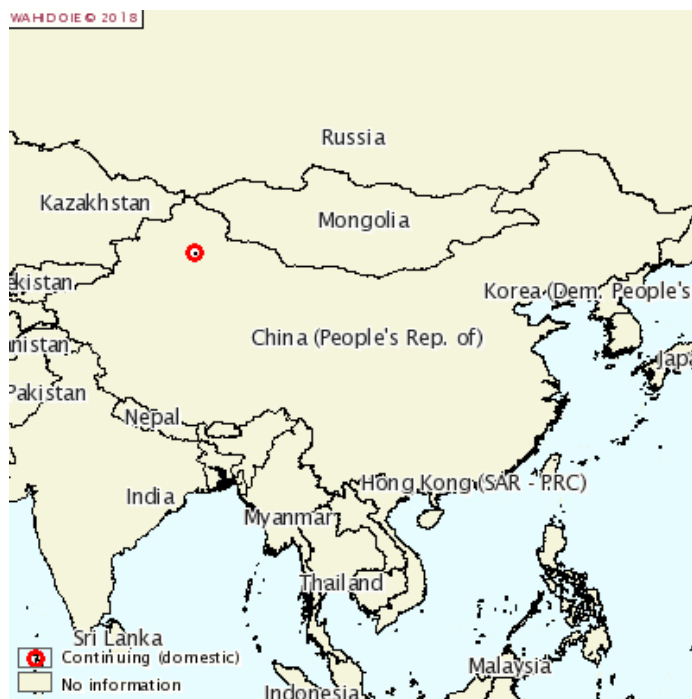 WAHID OIE © 2018
Russia
Kazakhstan
Mongolia
ekistan
Korea (Dem. People's
China (People's Rep. of)
nistan
Japa
Pakistan
Nepal
Hong Kong (SAR - PRC)
India
Myanmar
Thailand
Sri Lanka
Continuing (domestic)
Malaysia
No information
Indonesia